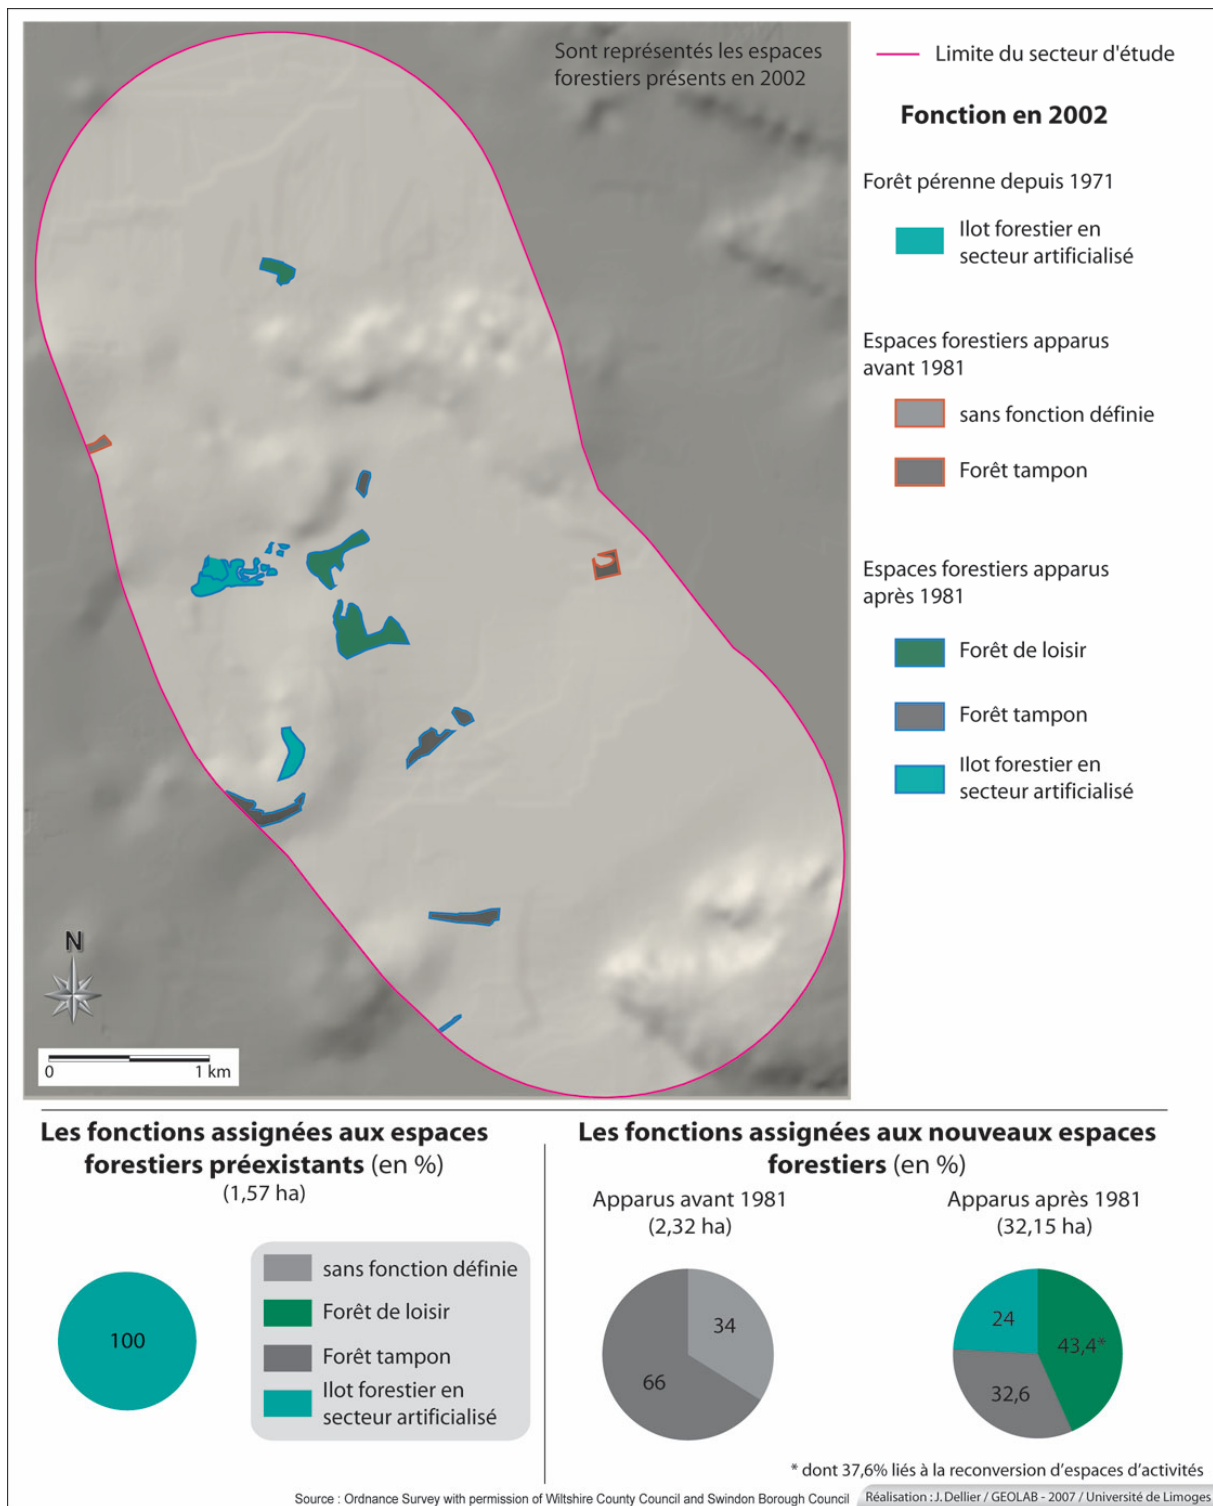 Sont représentés les espaces
forestiers présents en 2002
Limite du secteur d'étude
Fonction en 2002
Forêt pérenne depuis 1971
Ilot forestier en
secteur artificialisé
Espaces forestiers apparus
avant 1981
sans fonction définie
Forêt tampon
Espaces forestiers apparus
après 1981
Forêt de loisir
Forêt tampon
Ilot forestier en
secteur artificialisé
N
0 1 km
Les fonctions assignées aux espaces
forestiers préexistants (en %)
(1,57 ha)
100
sans fonction définie
Forêt de loisir
Forêt tampon
Ilot forestier en
secteur artificialisé
Les fonctions assignées aux nouveaux espaces
forestiers (en %)
Apparus avant 1981
(2,32 ha)
34
66
Apparus après 1981
(32,15 ha)
24
43,4*
32,6
* dont 37,6% liés à la reconversion d'espaces d'activités
Source : Ordnance Survey with permission of Wiltshire County Council and Swindon Borough Council
Réalisation : J. Dellier / GEOLAB - 2007 / Université de Limoges